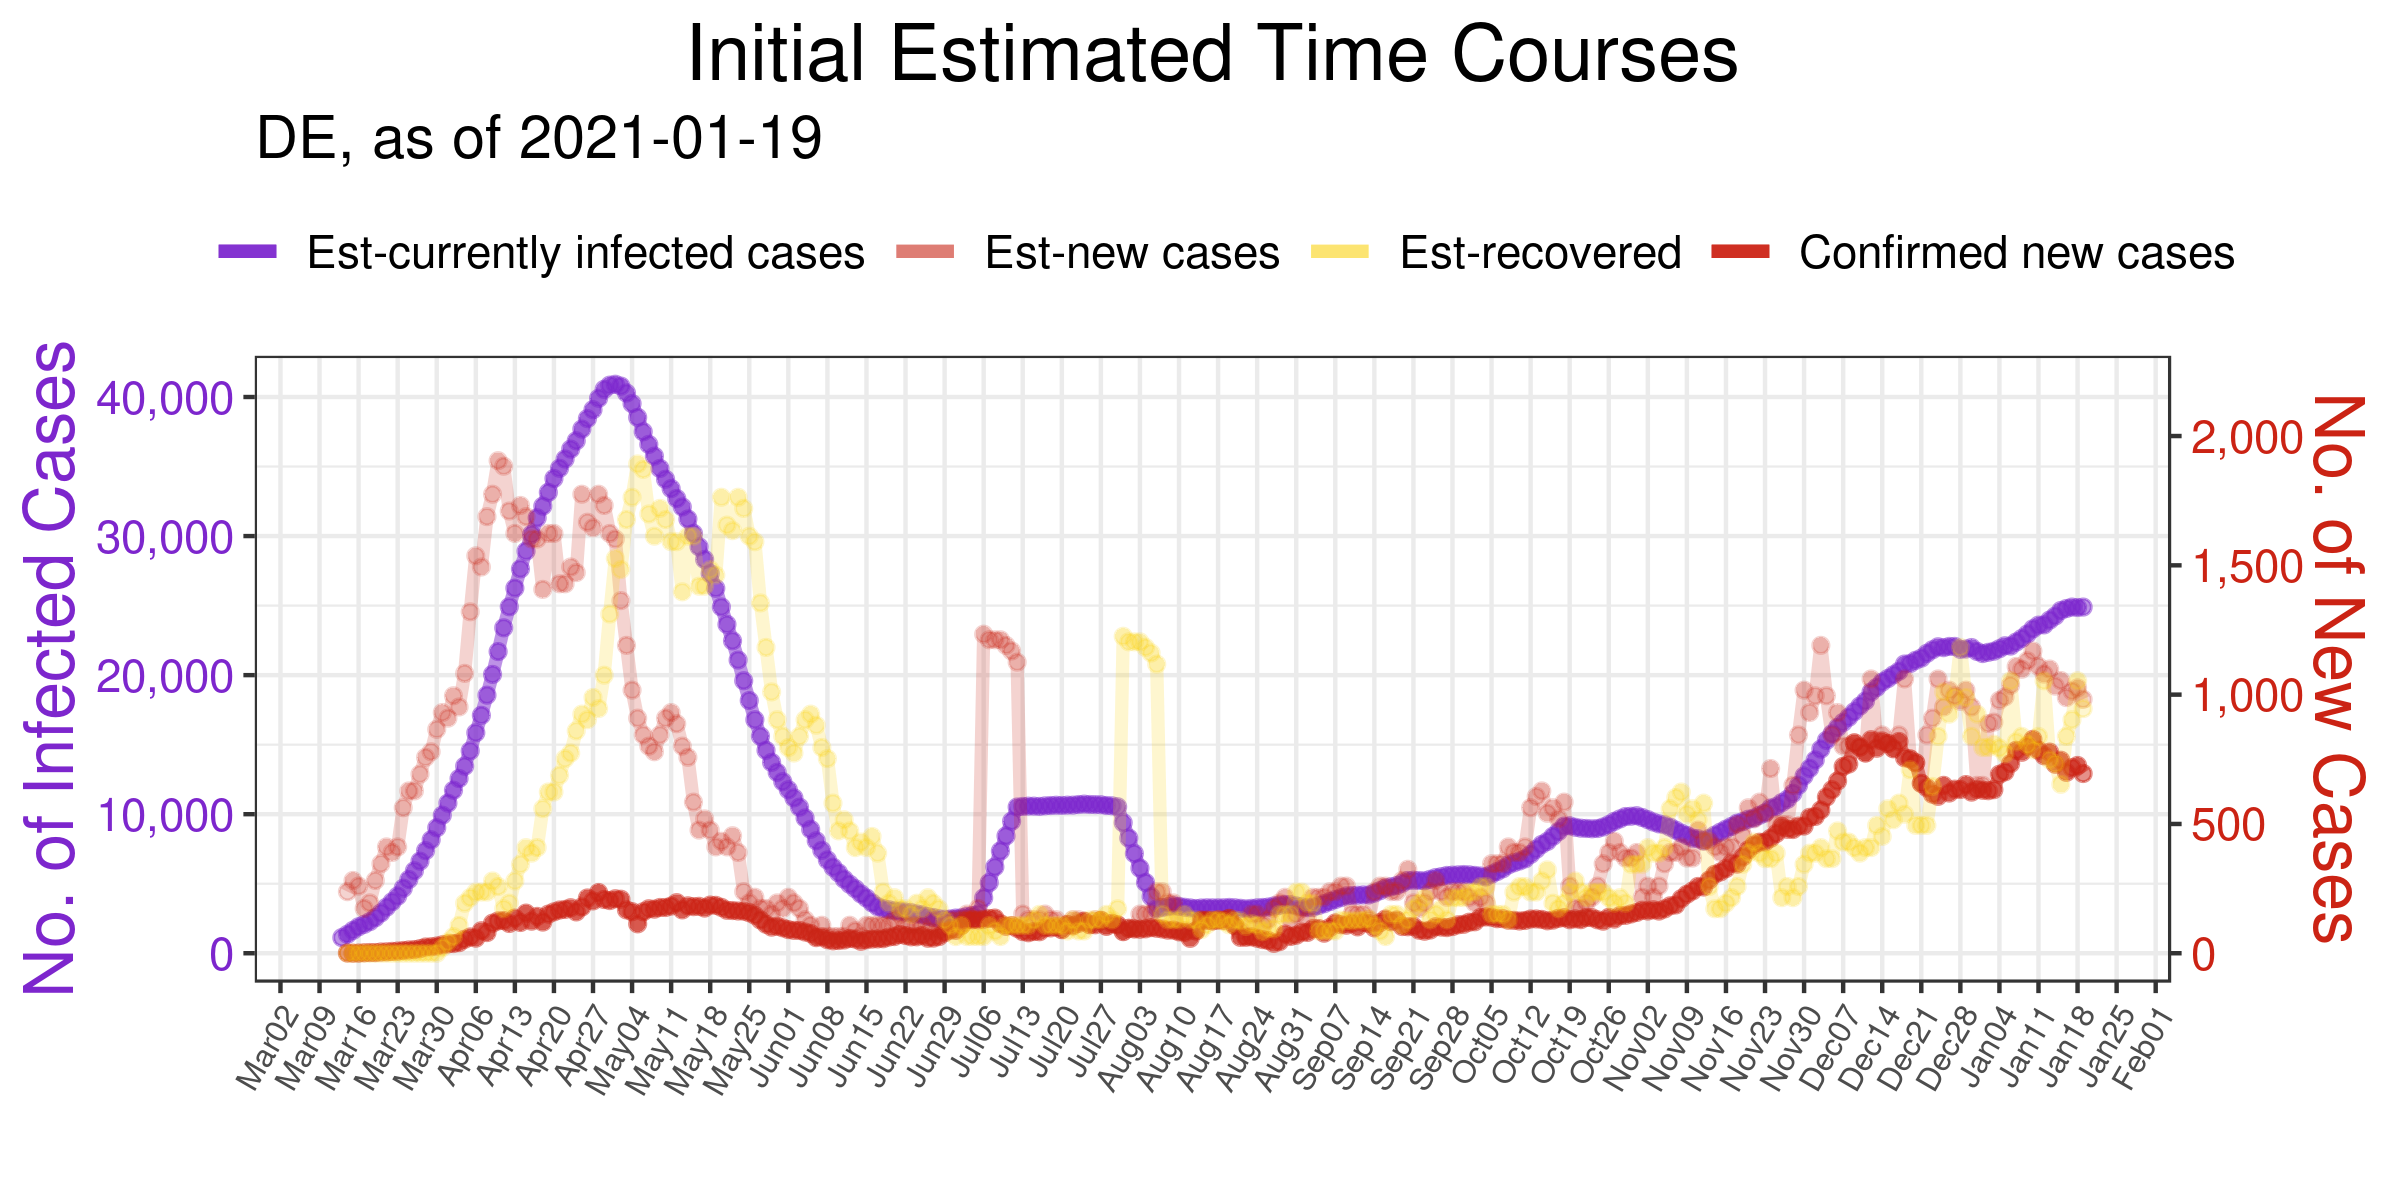 Initial Estimated Time Courses
DE, as of 2021-01-19
Est-currently infected cases Est-new cases Est-recovered Confirmed new cases
No. of Infected Cases
40,000
30,000
20,000
10,000
0
No. of New Cases
2,000
1,500
1,000
500
0
Mar02 Mar09 Mar16 Mar23 Mar30 Apr06 Apr13 Apr20 Apr27 May04 May11 May18 May25 Jun01 Jun08 Jun15 Jun22 Jun29 Jul06 Jul13 Jul20 Jul27 Aug03 Aug10 Aug17 Aug24 Aug31 Sep07 Sep14 Sep21 Sep28 Oct05 Oct12 Oct19 Oct26 Nov02 Nov09 Nov16 Nov23 Nov30 Dec07 Dec14 Dec21 Dec28 Jan04 Jan11 Jan18 Jan25 Feb01